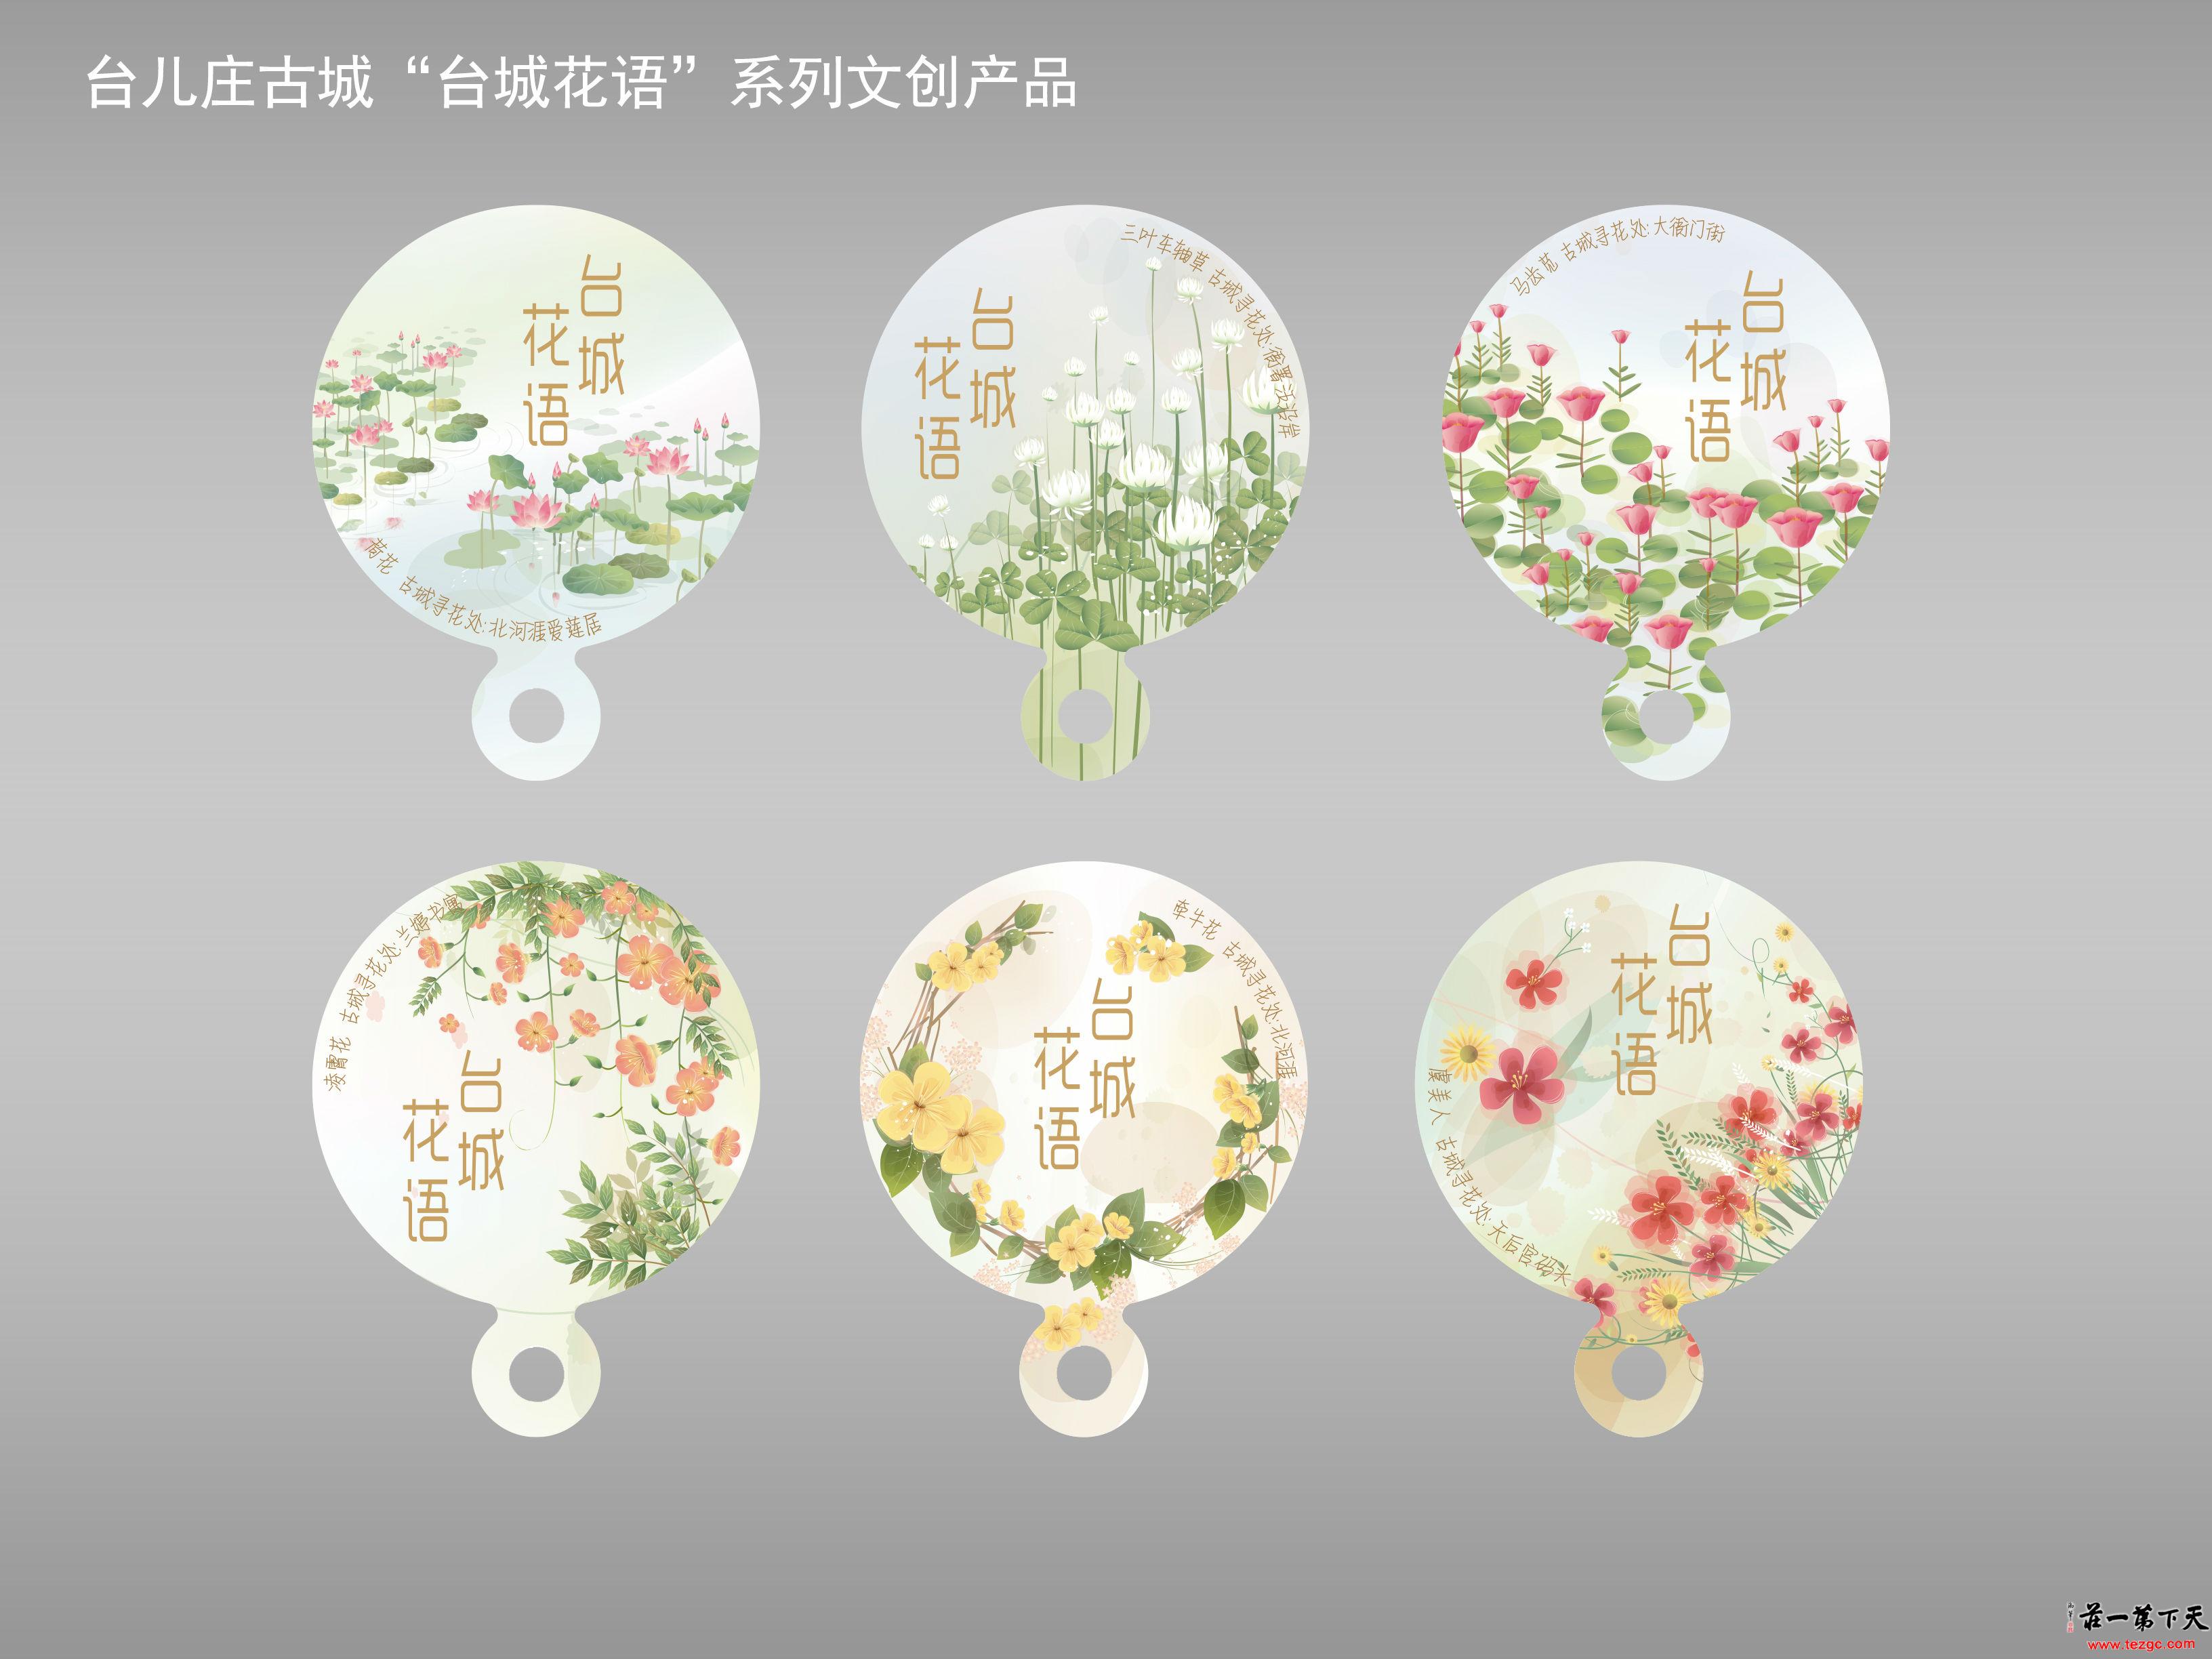 台儿庄古城“台城花语”系列文创产品
台城
花语
荷花 古城寻花处:北河涯爱莲居
三叶车轴草 古城寻花处:衙署汶沿岸
台城
花语
马齿苋 古城寻花处:大衙门街
台城
花语
凌霄花 古城寻花处:兰婷书寓
台城
花语
牵牛花 古城寻花处:北河涯
台城
花语
台城
花语
虞美人 古城寻花处:天后宫码头
莊一第下天
www.tezgc.com